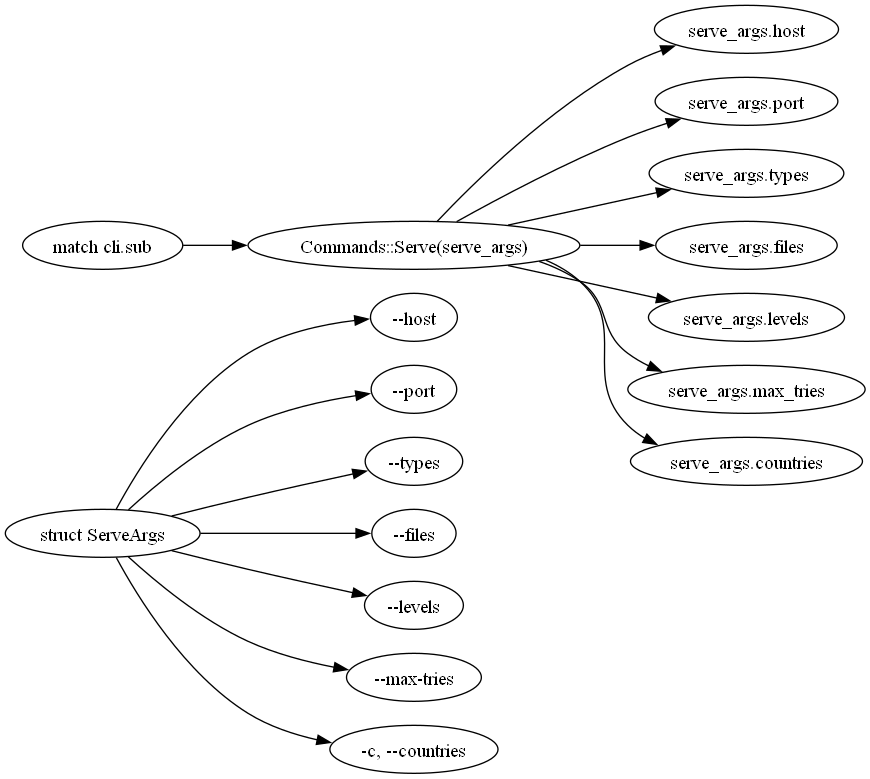 serve_args.host
serve_args.port
serve_args.types
match cli.sub
Commands::Serve(serve_args)
serve_args.files
--host
serve_args.levels
--port
serve_args.max_tries
--types
serve_args.countries
struct ServeArgs
--files
--levels
--max-tries
-c, --countries